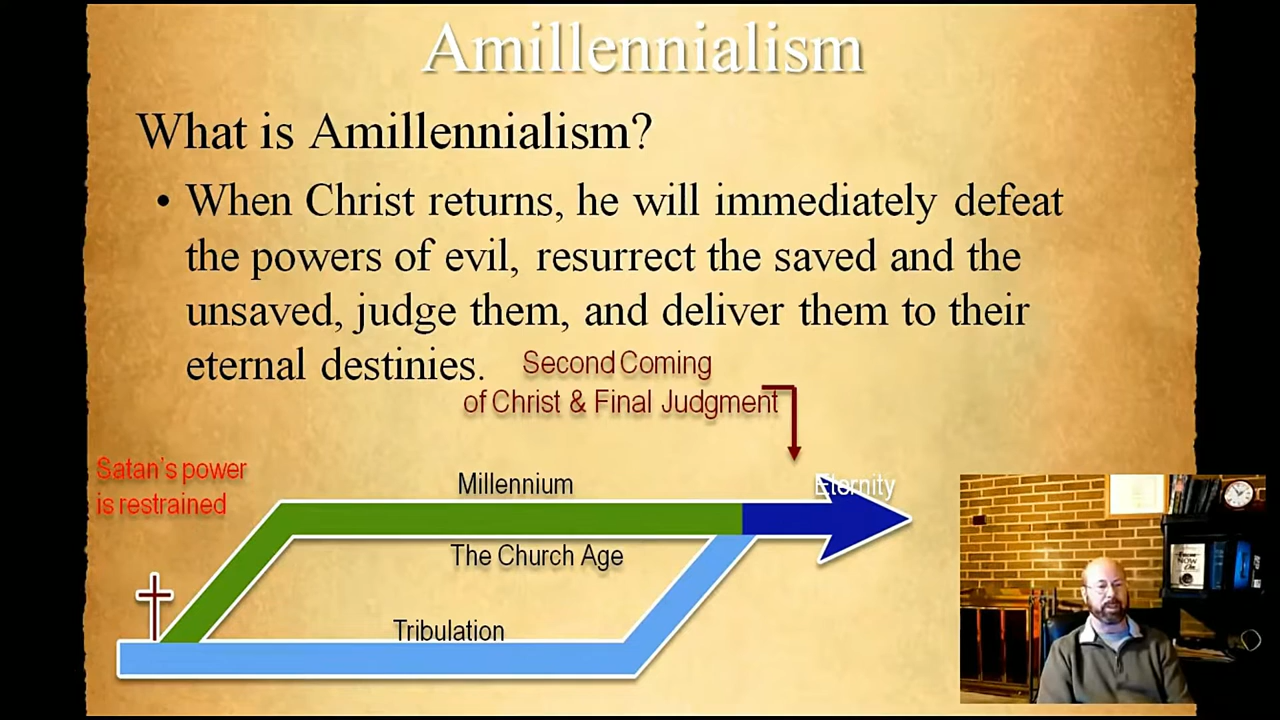 Amillennialism
What is Amillennialism?
• When Christ returns, he will immediately defeat
the powers of evil, resurrect the saved and the
unsaved, judge them, and deliver them to their
eternal destinies.
Second Coming
of Christ & Final Judgment
Satan's power
is restrained
Millennium
Eternity
The Church Age
Tribulation